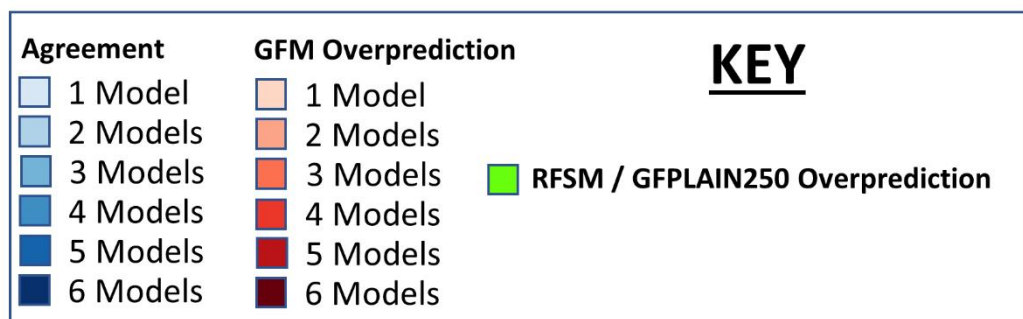 Agreement
1 Model
2 Models
3 Models
4 Models
5 Models
6 Models
GFM Overprediction
1 Model
2 Models
3 Models
4 Models
5 Models
6 Models
KEY
RFSM / GFPLAIN250 Overprediction